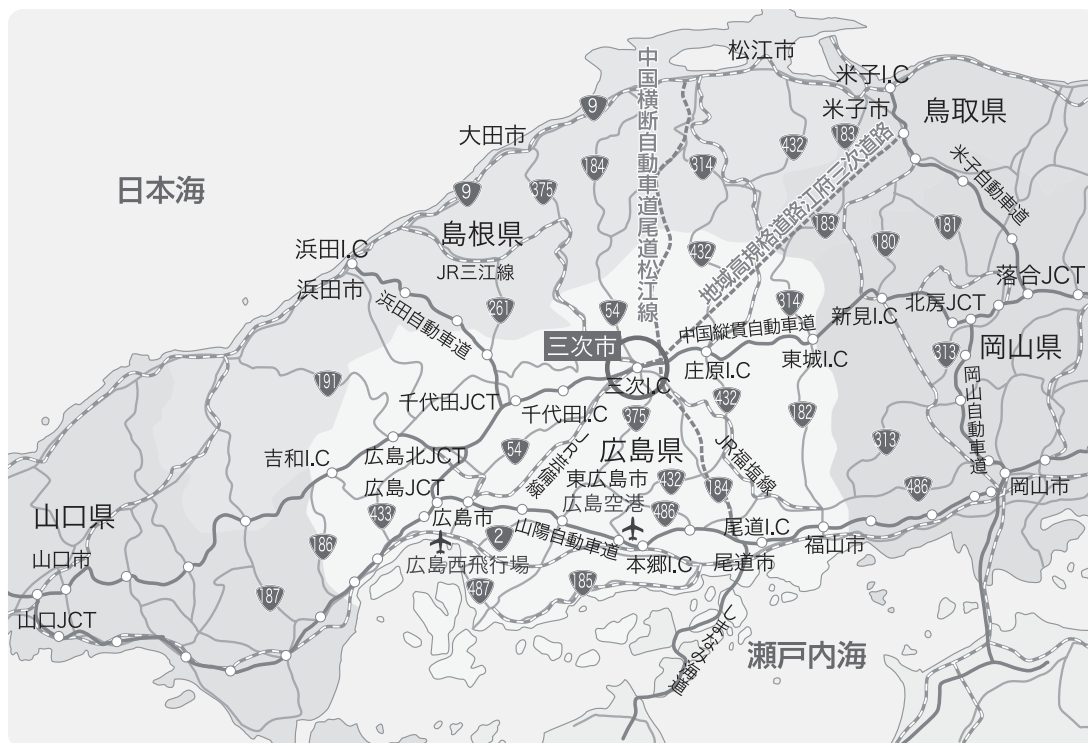 松江市
米子I.C
9
米子市
鳥取県
大田市
中国横断自動車道尾道松江線
432
183
184
314
地域高規格道路江府三次道路
米子自動車道
日本海
9
375
島根県
183
181
浜田I.C
浜田市
JR三江線
432
180
浜田自動車道
261
54
314
落合JCT
北房JCT
新見I.C
中国縦貫自動車道
三次市
庄原I.C
東城I.C
313
岡山県
岡山自動車道
191
三次I.C
千代田JCT
千代田I.C
375
432
182
54
JR芸備線
広島県
JR福塩線
313
吉和I.C
広島北JCT
東広島市
432
184
広島JCT
広島空港
486
486
岡山市
山口県
433
広島市
尾道I.C
福山市
山口市
186
2
山陽自動車道
本郷I.C
尾道市
広島西飛行場
187
487
185
山口JCT
しまなみ海道
瀬戸内海